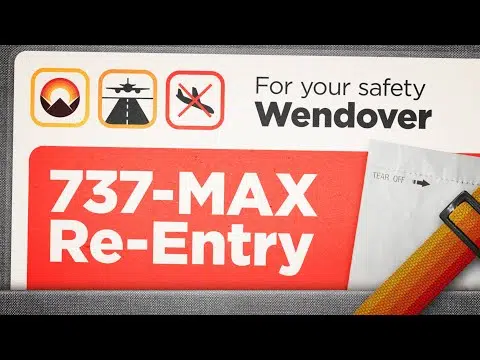 For your safety
Wendover
737-MAX
Re-Entry
TEAR OFF